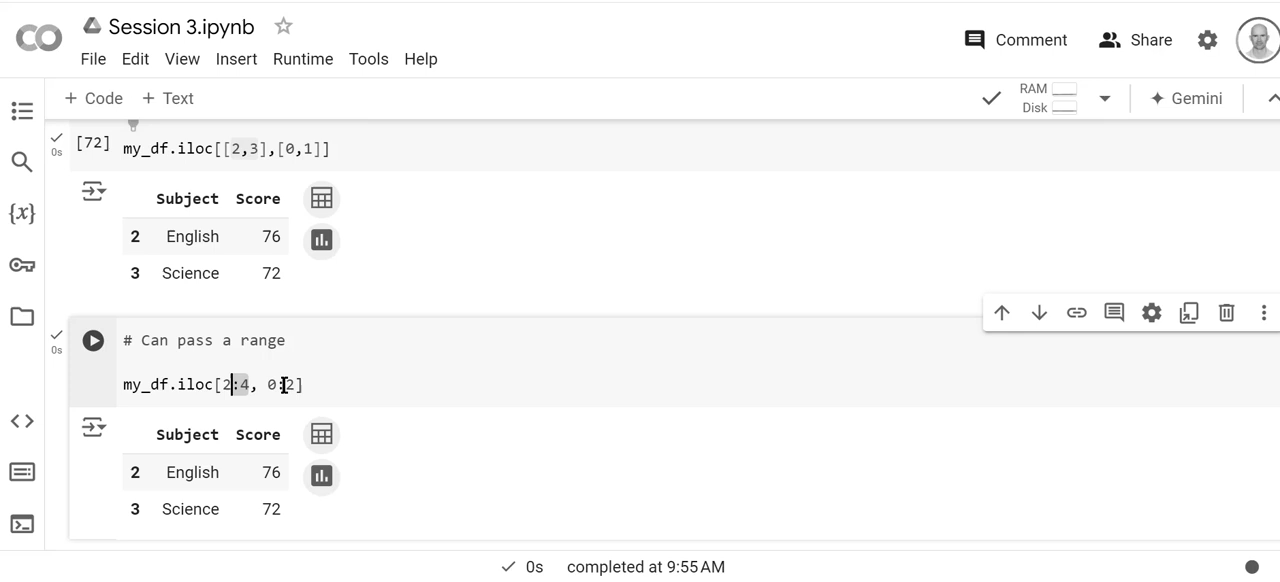 Session 3.ipynb
Comment
Share
File Edit View Insert Runtime Tools Help
+ Code + Text
RAM
Disk
Gemini
[72]
0s
my_df.iloc[[2,3],[0,1]]
Subject Score
2 English 76
3 Science 72
{x}
0s
# Can pass a range
my_df.iloc[2:4, 0:2]
Subject Score
2 English 76
3 Science 72
0s completed at 9:55 AM